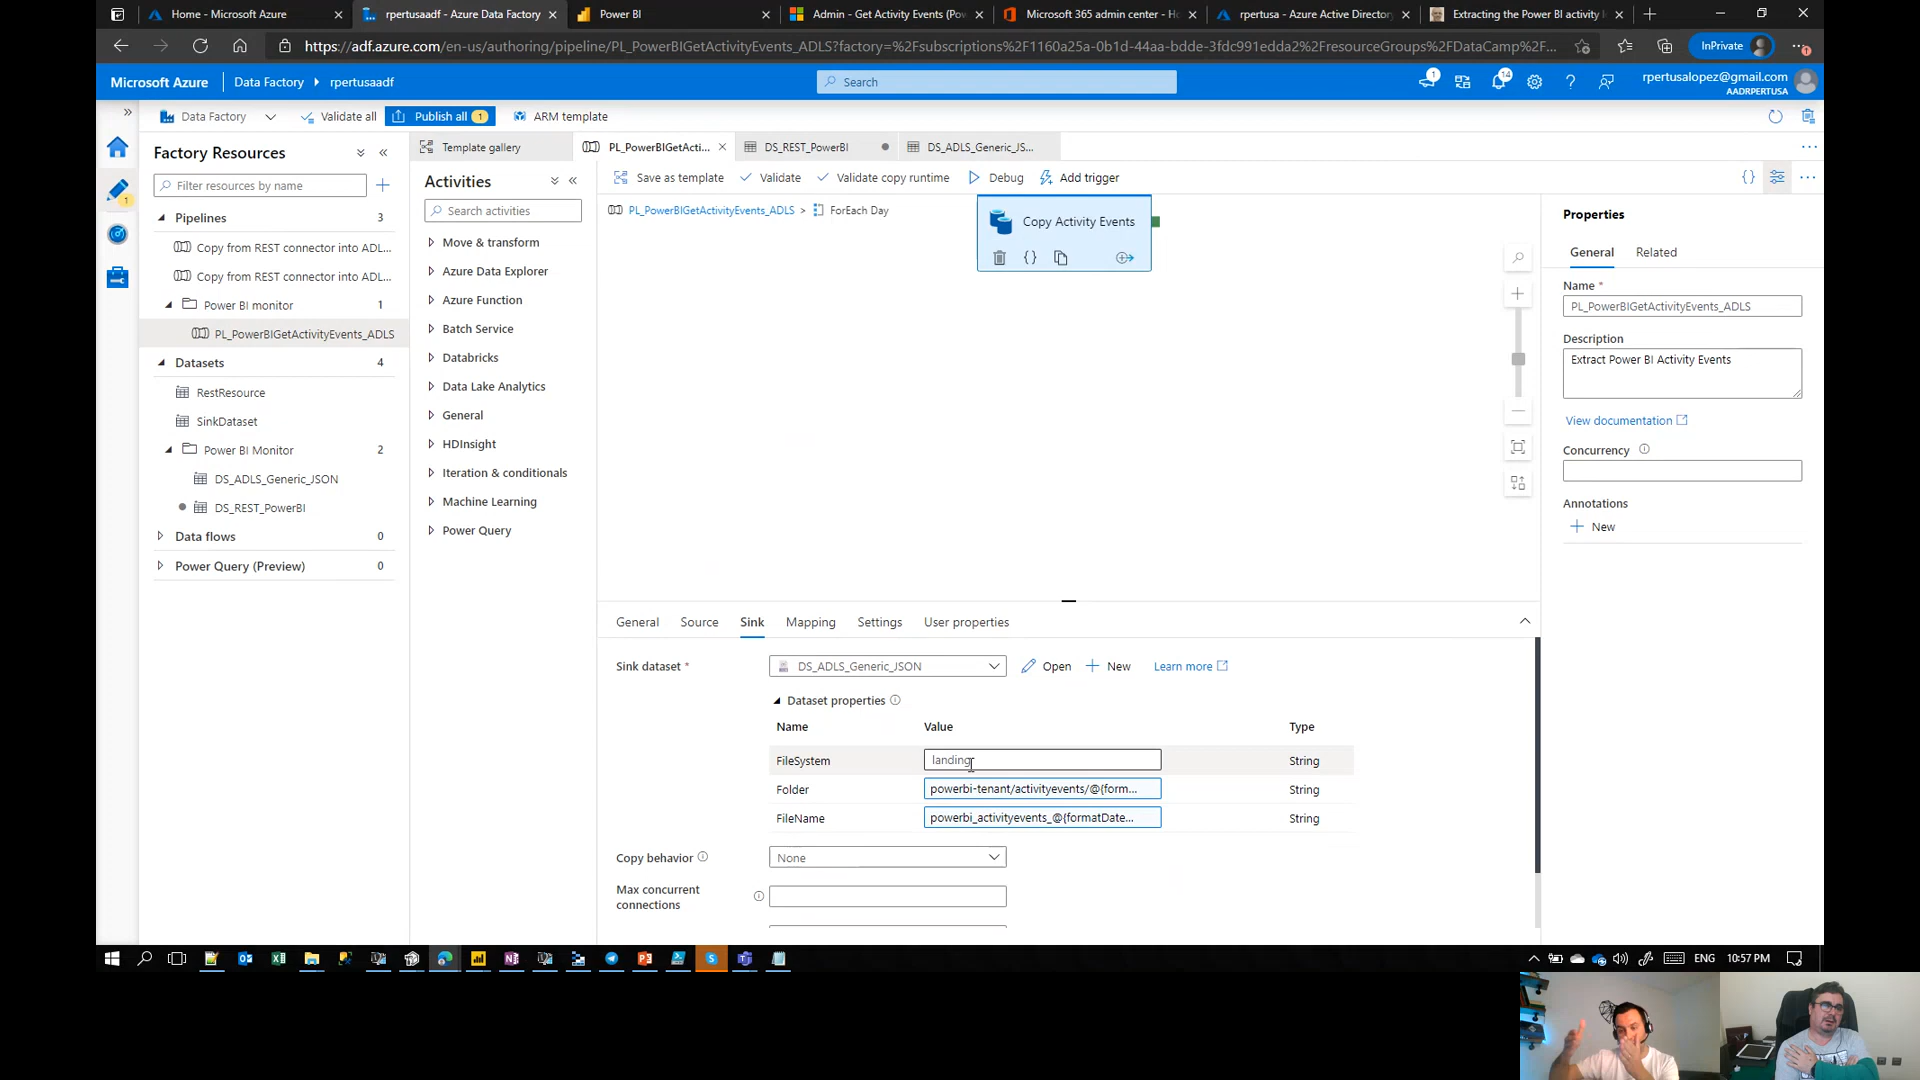 Home - Microsoft Azure
rpertusaadf - Azure Data Factory
Power BI
Admin - Get Activity Events (Pow
Microsoft 365 admin center - Ho
rpertusa - Azure Active Directory
Extracting the Power BI activity l
https://adf.azure.com/en-us/authoring/pipeline/PL_PowerBIGetActivityEvents_ADLS?factory=%2Fsubscriptions%2F1160a25a-0b1d-44aa-bdde-3fdc991edda2%2FresourceGroups%2FDataCamp%2F...
InPrivate
Microsoft Azure
Data Factory
rpertusaadf
Search
1
14
rpertusalopez@gmail.com
AADRPERTUSA
Data Factory
Validate all
Publish all 1
ARM template
Factory Resources
Filter resources by name
Pipelines 3
Copy from REST connector into ADL...
Copy from REST connector into ADL...
Power BI monitor 1
PL_PowerBIGetActivityEvents_ADLS
Datasets 4
RestResource
SinkDataset
Power BI Monitor 2
DS_ADLS_Generic_JSON
DS_REST_PowerBI
Data flows 0
Power Query (Preview) 0
Template gallery
PL_PowerBIGetActi...
DS_REST_PowerBI
DS_ADLS_Generic_JS...
Activities
Search activities
Move & transform
Azure Data Explorer
Azure Function
Batch Service
Databricks
Data Lake Analytics
General
HDInsight
Iteration & conditionals
Machine Learning
Power Query
Save as template
Validate
Validate copy runtime
Debug
Add trigger
PL_PowerBIGetActivityEvents_ADLS > ForEach Day
Copy Activity Events
General
Source
Sink
Mapping
Settings
User properties
Sink dataset *
DS_ADLS_Generic_JSON
Open
New
Learn more
Dataset properties
Name Value Type
FileSystem landing String
Folder powerbi-tenant/activityevents/@{form... String
FileName powerbi_activityevents_@{formatDate... String
Copy behavior
None
Max concurrent
connections
Properties
General
Related
Name *
PL_PowerBIGetActivityEvents_ADLS
Description
Extract Power BI Activity Events
View documentation
Concurrency
Annotations
New
ENG
10:57 PM